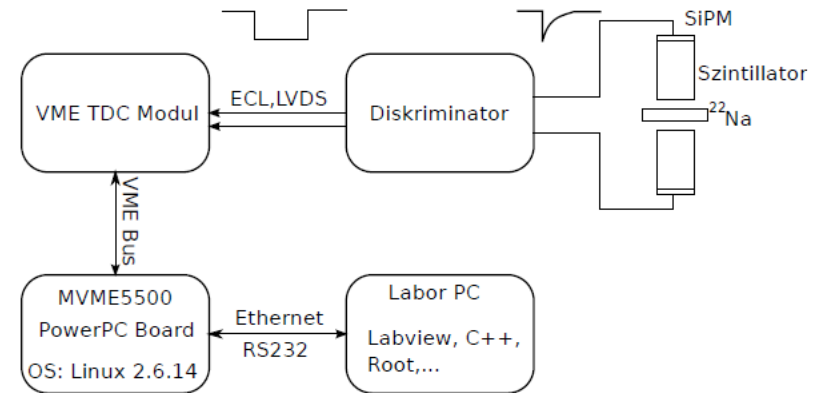 SiPM
Szintillator
²²Na
VME TDC Modul
ECL,LVDS
Diskriminator
VME Bus
MVME5500
PowerPC Board
OS: Linux 2.6.14
Ethernet
RS232
Labor PC
Labview, C++,
Root,...